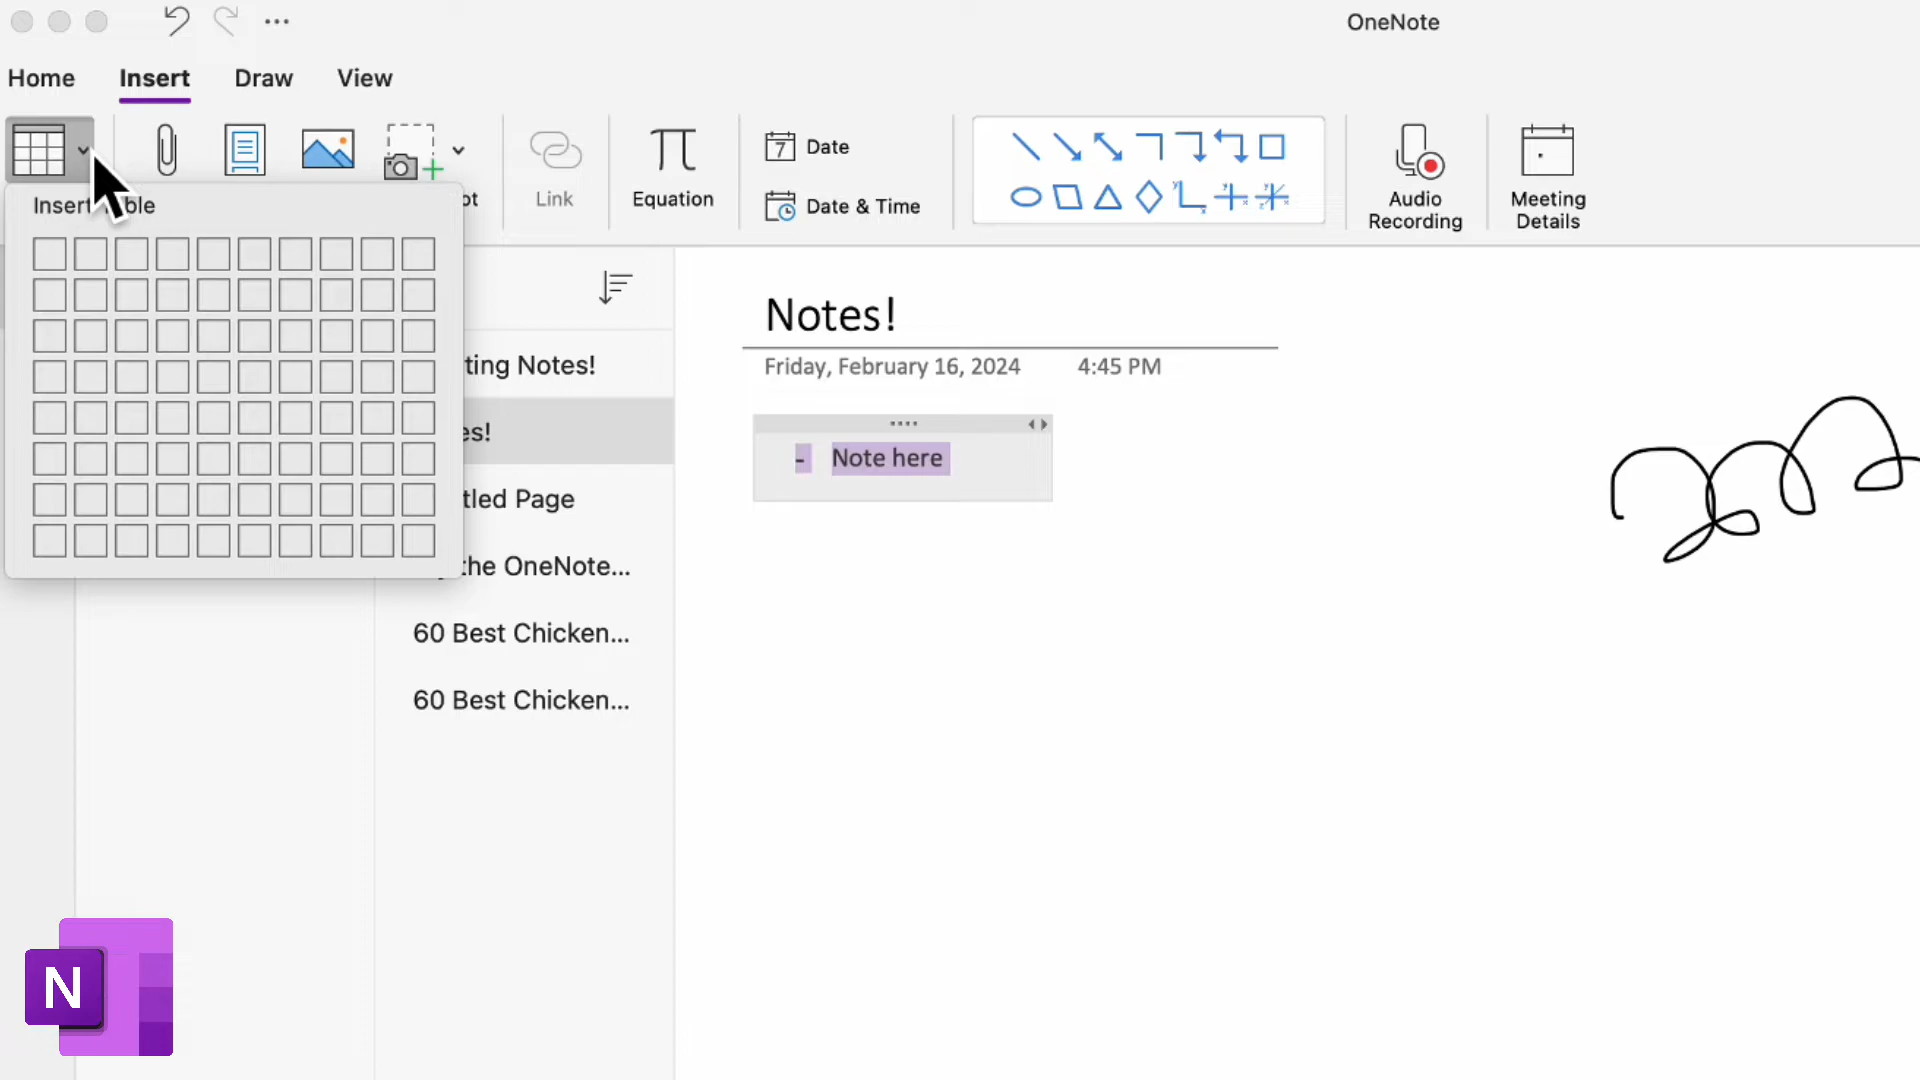 OneNote
Home Insert Draw View
7 Date
Link Equation Date & Time Audio Recording Meeting Details
Insert
Notes!
ting Notes!
Friday, February 16, 2024 4:45 PM
es!
- Note here
tled Page
the OneNote...
60 Best Chicken...
60 Best Chicken...
N